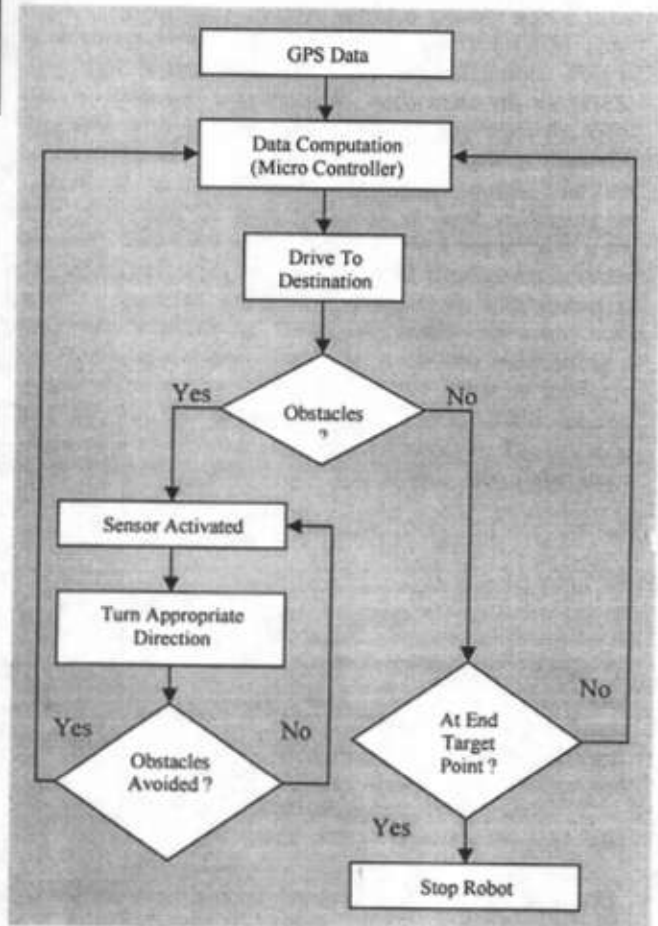 GPS Data
Data Computation
(Micro Controller)
Drive To
Destination
Yes
No
Obstacles
?
Sensor Activated
Turn Appropriate
Direction
Yes
No
Obstacles
Avoided ?
At End
Target
Point ?
No
Yes
Stop Robot